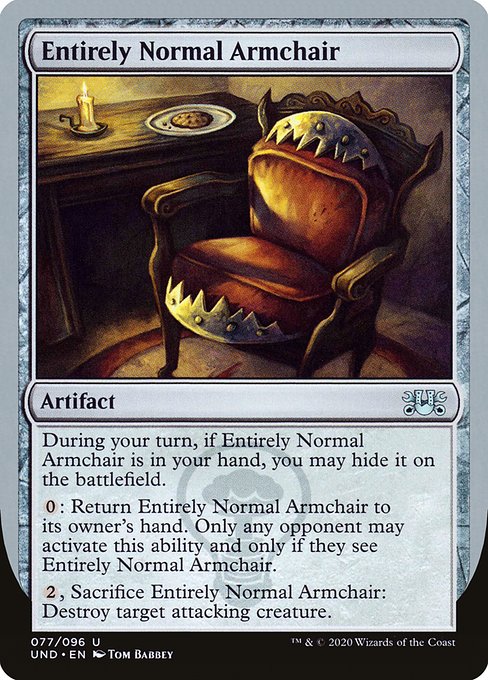 Entirely Normal Armchair
Artifact
During your turn, if Entirely Normal
Armchair is in your hand, you may hide it on
the battlefield.
0: Return Entirely Normal Armchair to
its owner's hand. Only any opponent may
activate this ability and only if they see
Entirely Normal Armchair.
2, Sacrifice Entirely Normal Armchair:
Destroy target attacking creature.
077/096 U
UND • EN Tom Babbey
™ & © 2020 Wizards of the Coast